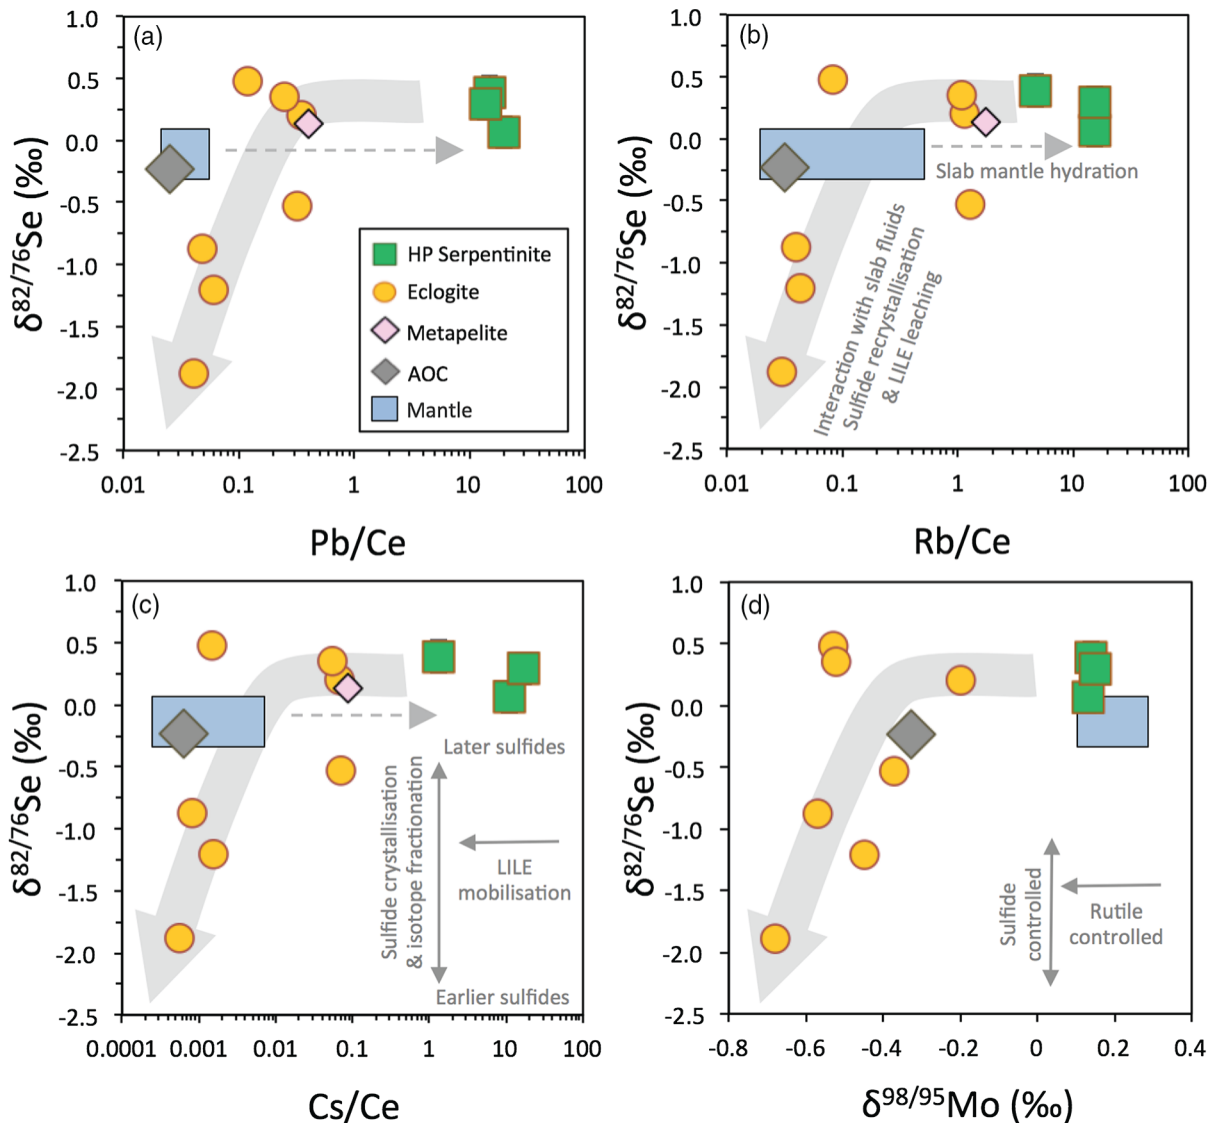 (a)
1.0
0.5
0.0
-0.5
-1.0
-1.5
-2.0
-2.5
δ82/76Se (‰)
HP Serpentinite
Eclogite
Metapelite
AOC
Mantle
0.01
0.1
1
10
100
Pb/Ce
(b)
1.0
0.5
0.0
-0.5
-1.0
-1.5
-2.0
-2.5
δ82/76Se (‰)
Slab mantle hydration
Interaction with slab fluids
Sulfide recrystallisation
& LILE leaching
0.01
0.1
1
10
100
Rb/Ce
(c)
1.0
0.5
0.0
-0.5
-1.0
-1.5
-2.0
-2.5
δ82/76Se (‰)
Later sulfides
Sulfide crystallisation
& isotope fractionation
LILE
mobilisation
Earlier sulfides
0.0001
0.001
0.01
0.1
1
10
100
Cs/Ce
(d)
1.0
0.5
0.0
-0.5
-1.0
-1.5
-2.0
-2.5
δ82/76Se (‰)
Sulfide
controlled
Rutile
controlled
-0.8
-0.6
-0.4
-0.2
0
0.2
0.4
δ98/95Mo (‰)